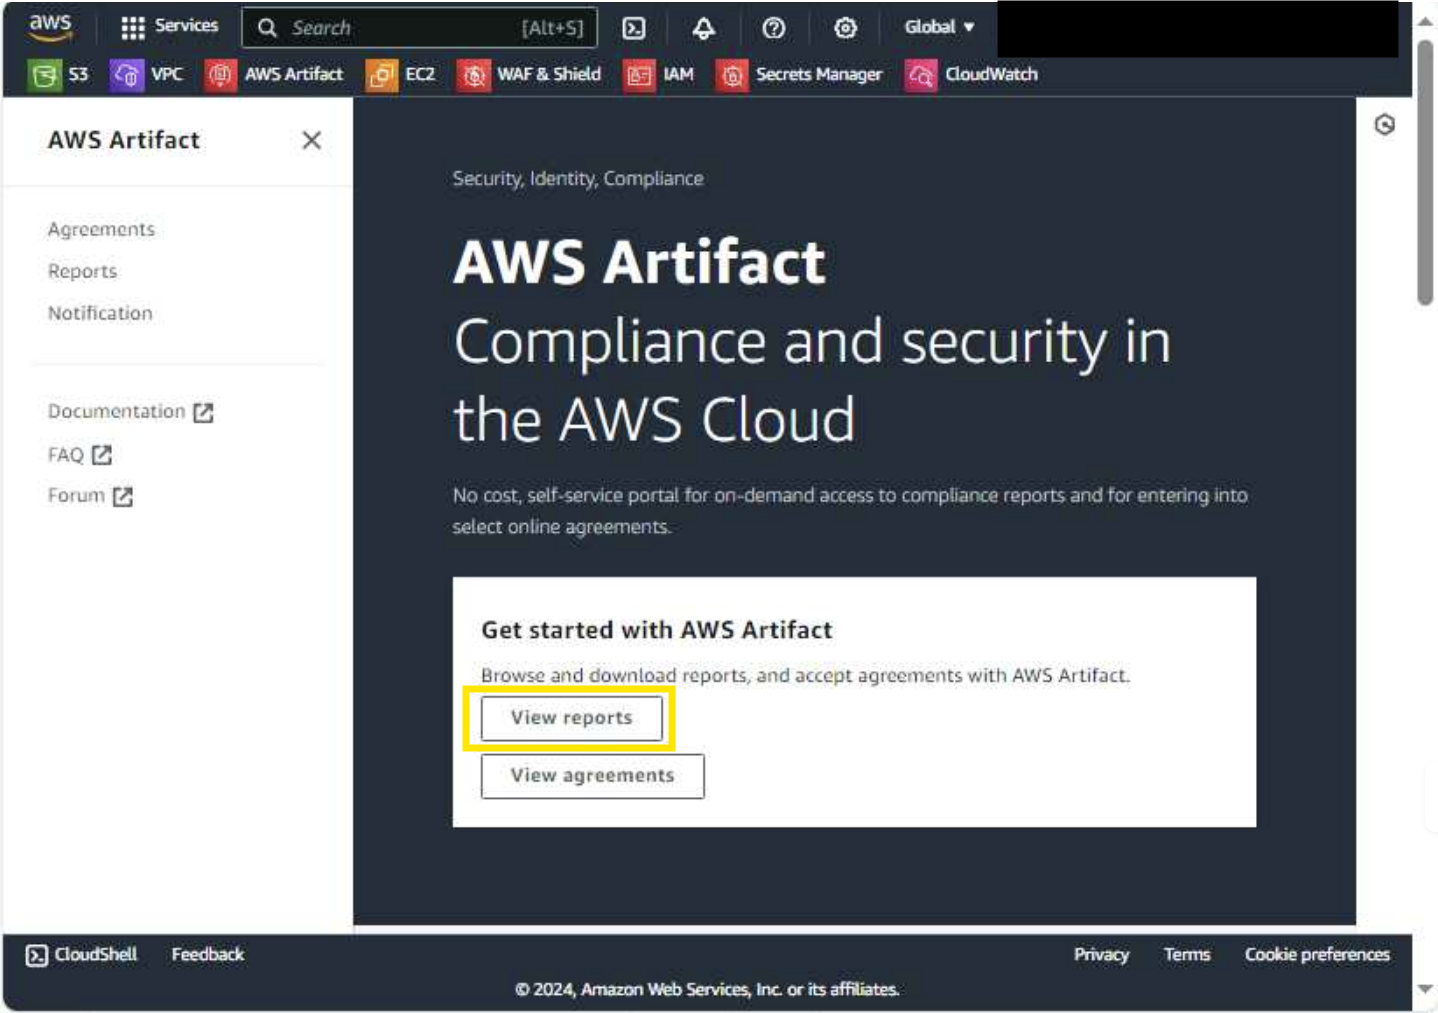 aws
Services
Search
[Alt+S]
Global
S3
VPC
AWS Artifact
EC2
WAF & Shield
IAM
Secrets Manager
CloudWatch
AWS Artifact
Agreements
Reports
Notification
Documentation
FAQ
Forum
Security, Identity, Compliance
AWS Artifact
Compliance and security in
the AWS Cloud
No cost, self-service portal for on-demand access to compliance reports and for entering into
select online agreements.
Get started with AWS Artifact
Browse and download reports, and accept agreements with AWS Artifact.
View reports
View agreements
CloudShell
Feedback
Privacy
Terms
Cookie preferences
© 2024, Amazon Web Services, Inc. or its affiliates.